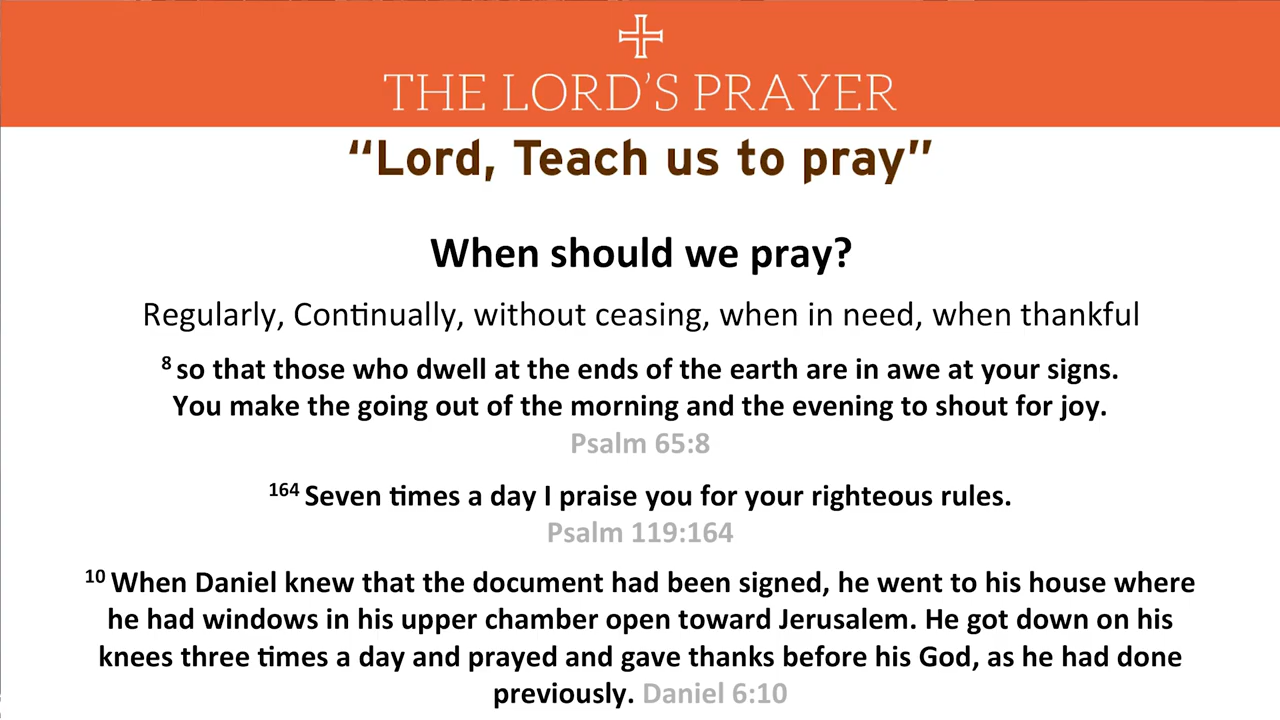 THE LORD'S PRAYER
“Lord, Teach us to pray”
When should we pray?
Regularly, Continually, without ceasing, when in need, when thankful
8 so that those who dwell at the ends of the earth are in awe at your signs.
You make the going out of the morning and the evening to shout for joy.
Psalm 65:8
164 Seven times a day I praise you for your righteous rules.
Psalm 119:164
10 When Daniel knew that the document had been signed, he went to his house where
he had windows in his upper chamber open toward Jerusalem. He got down on his
knees three times a day and prayed and gave thanks before his God, as he had done
previously. Daniel 6:10